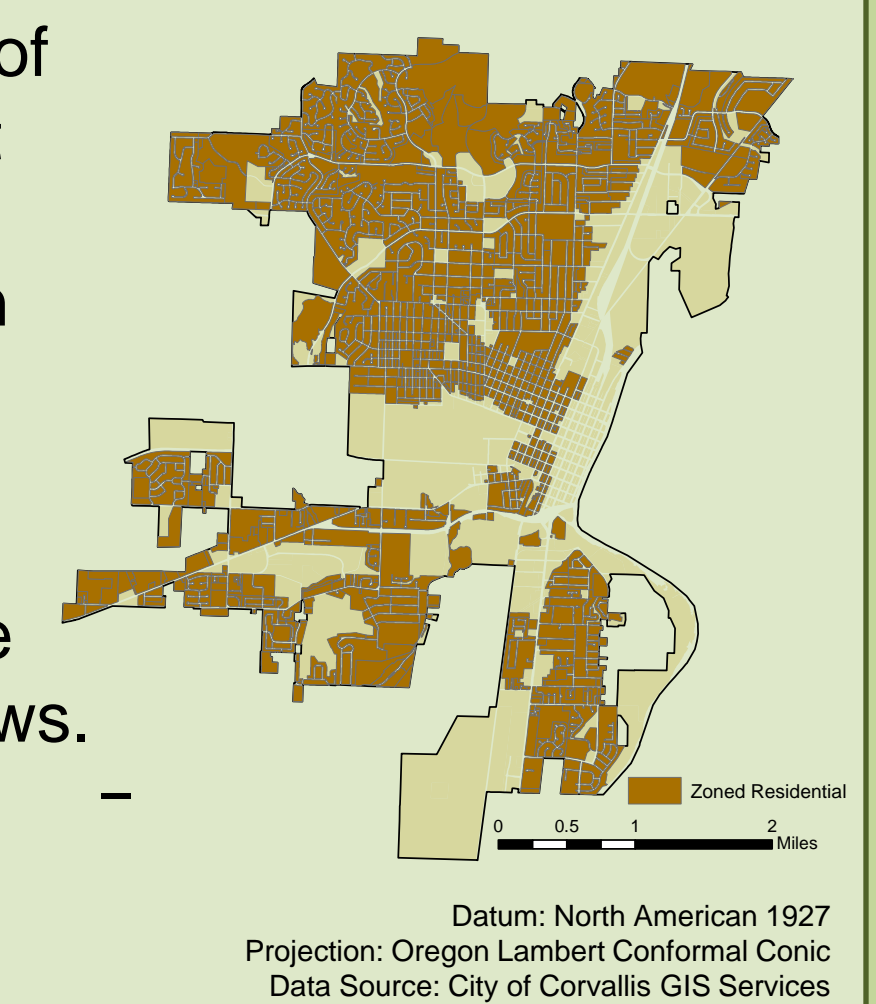 of
n
e
ws.
–
Zoned Residential
0 0.5 1 2
Miles
Datum: North American 1927
Projection: Oregon Lambert Conformal Conic
Data Source: City of Corvallis GIS Services